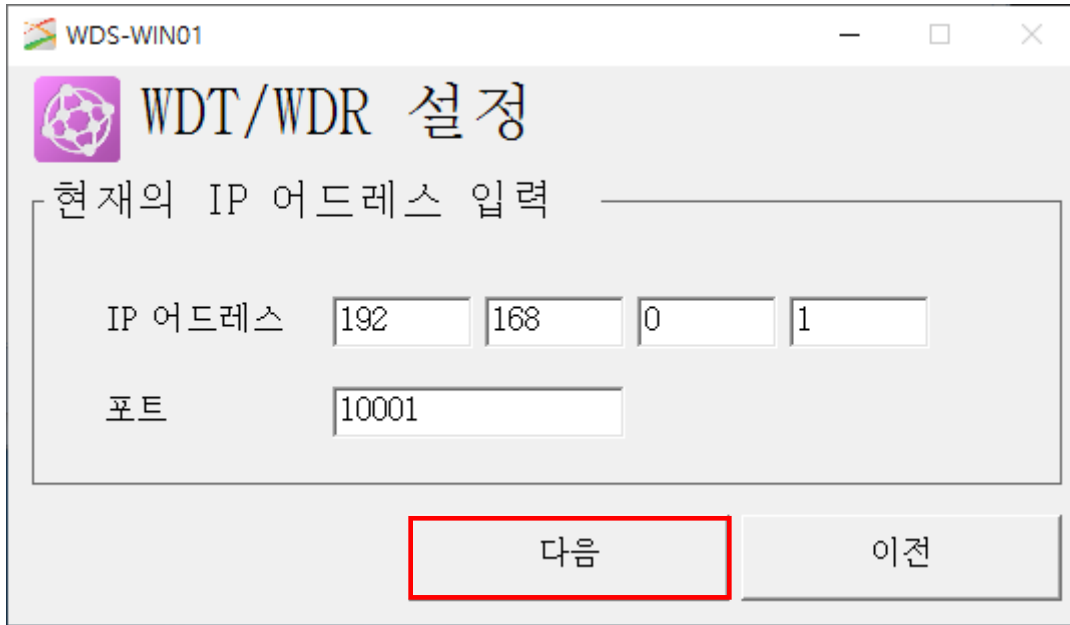 WDS-WIN01
WDT/WDR 설정
현재의 IP 어드레스 입력
IP 어드레스 192 168 0 1
포트 10001
다음 이전